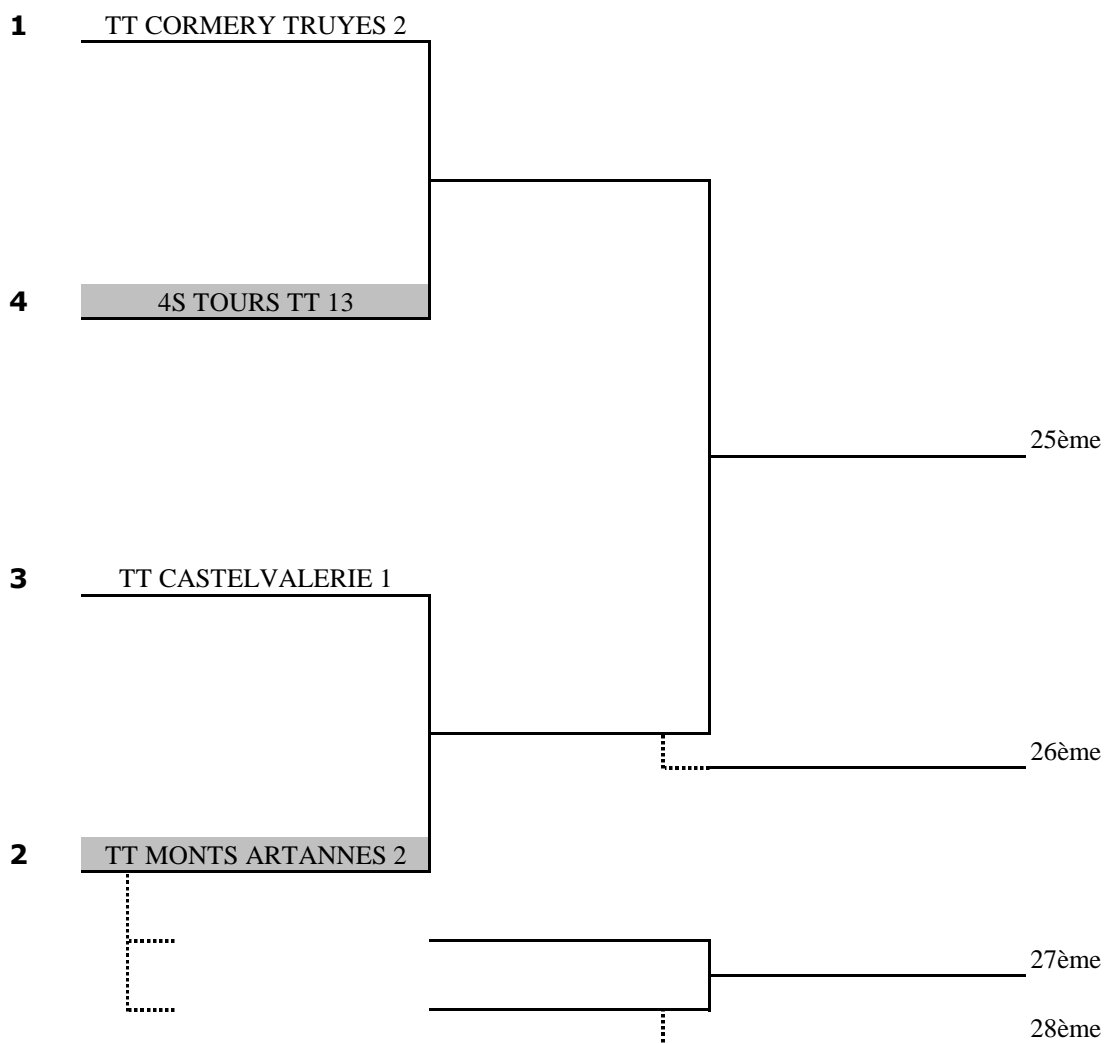 1 TT CORMERY TRUYES 2
4 4S TOURS TT 13
25ème
3 TT CASTELVALERIE 1
26ème
2 TT MONTS ARTANNES 2
27ème
28ème